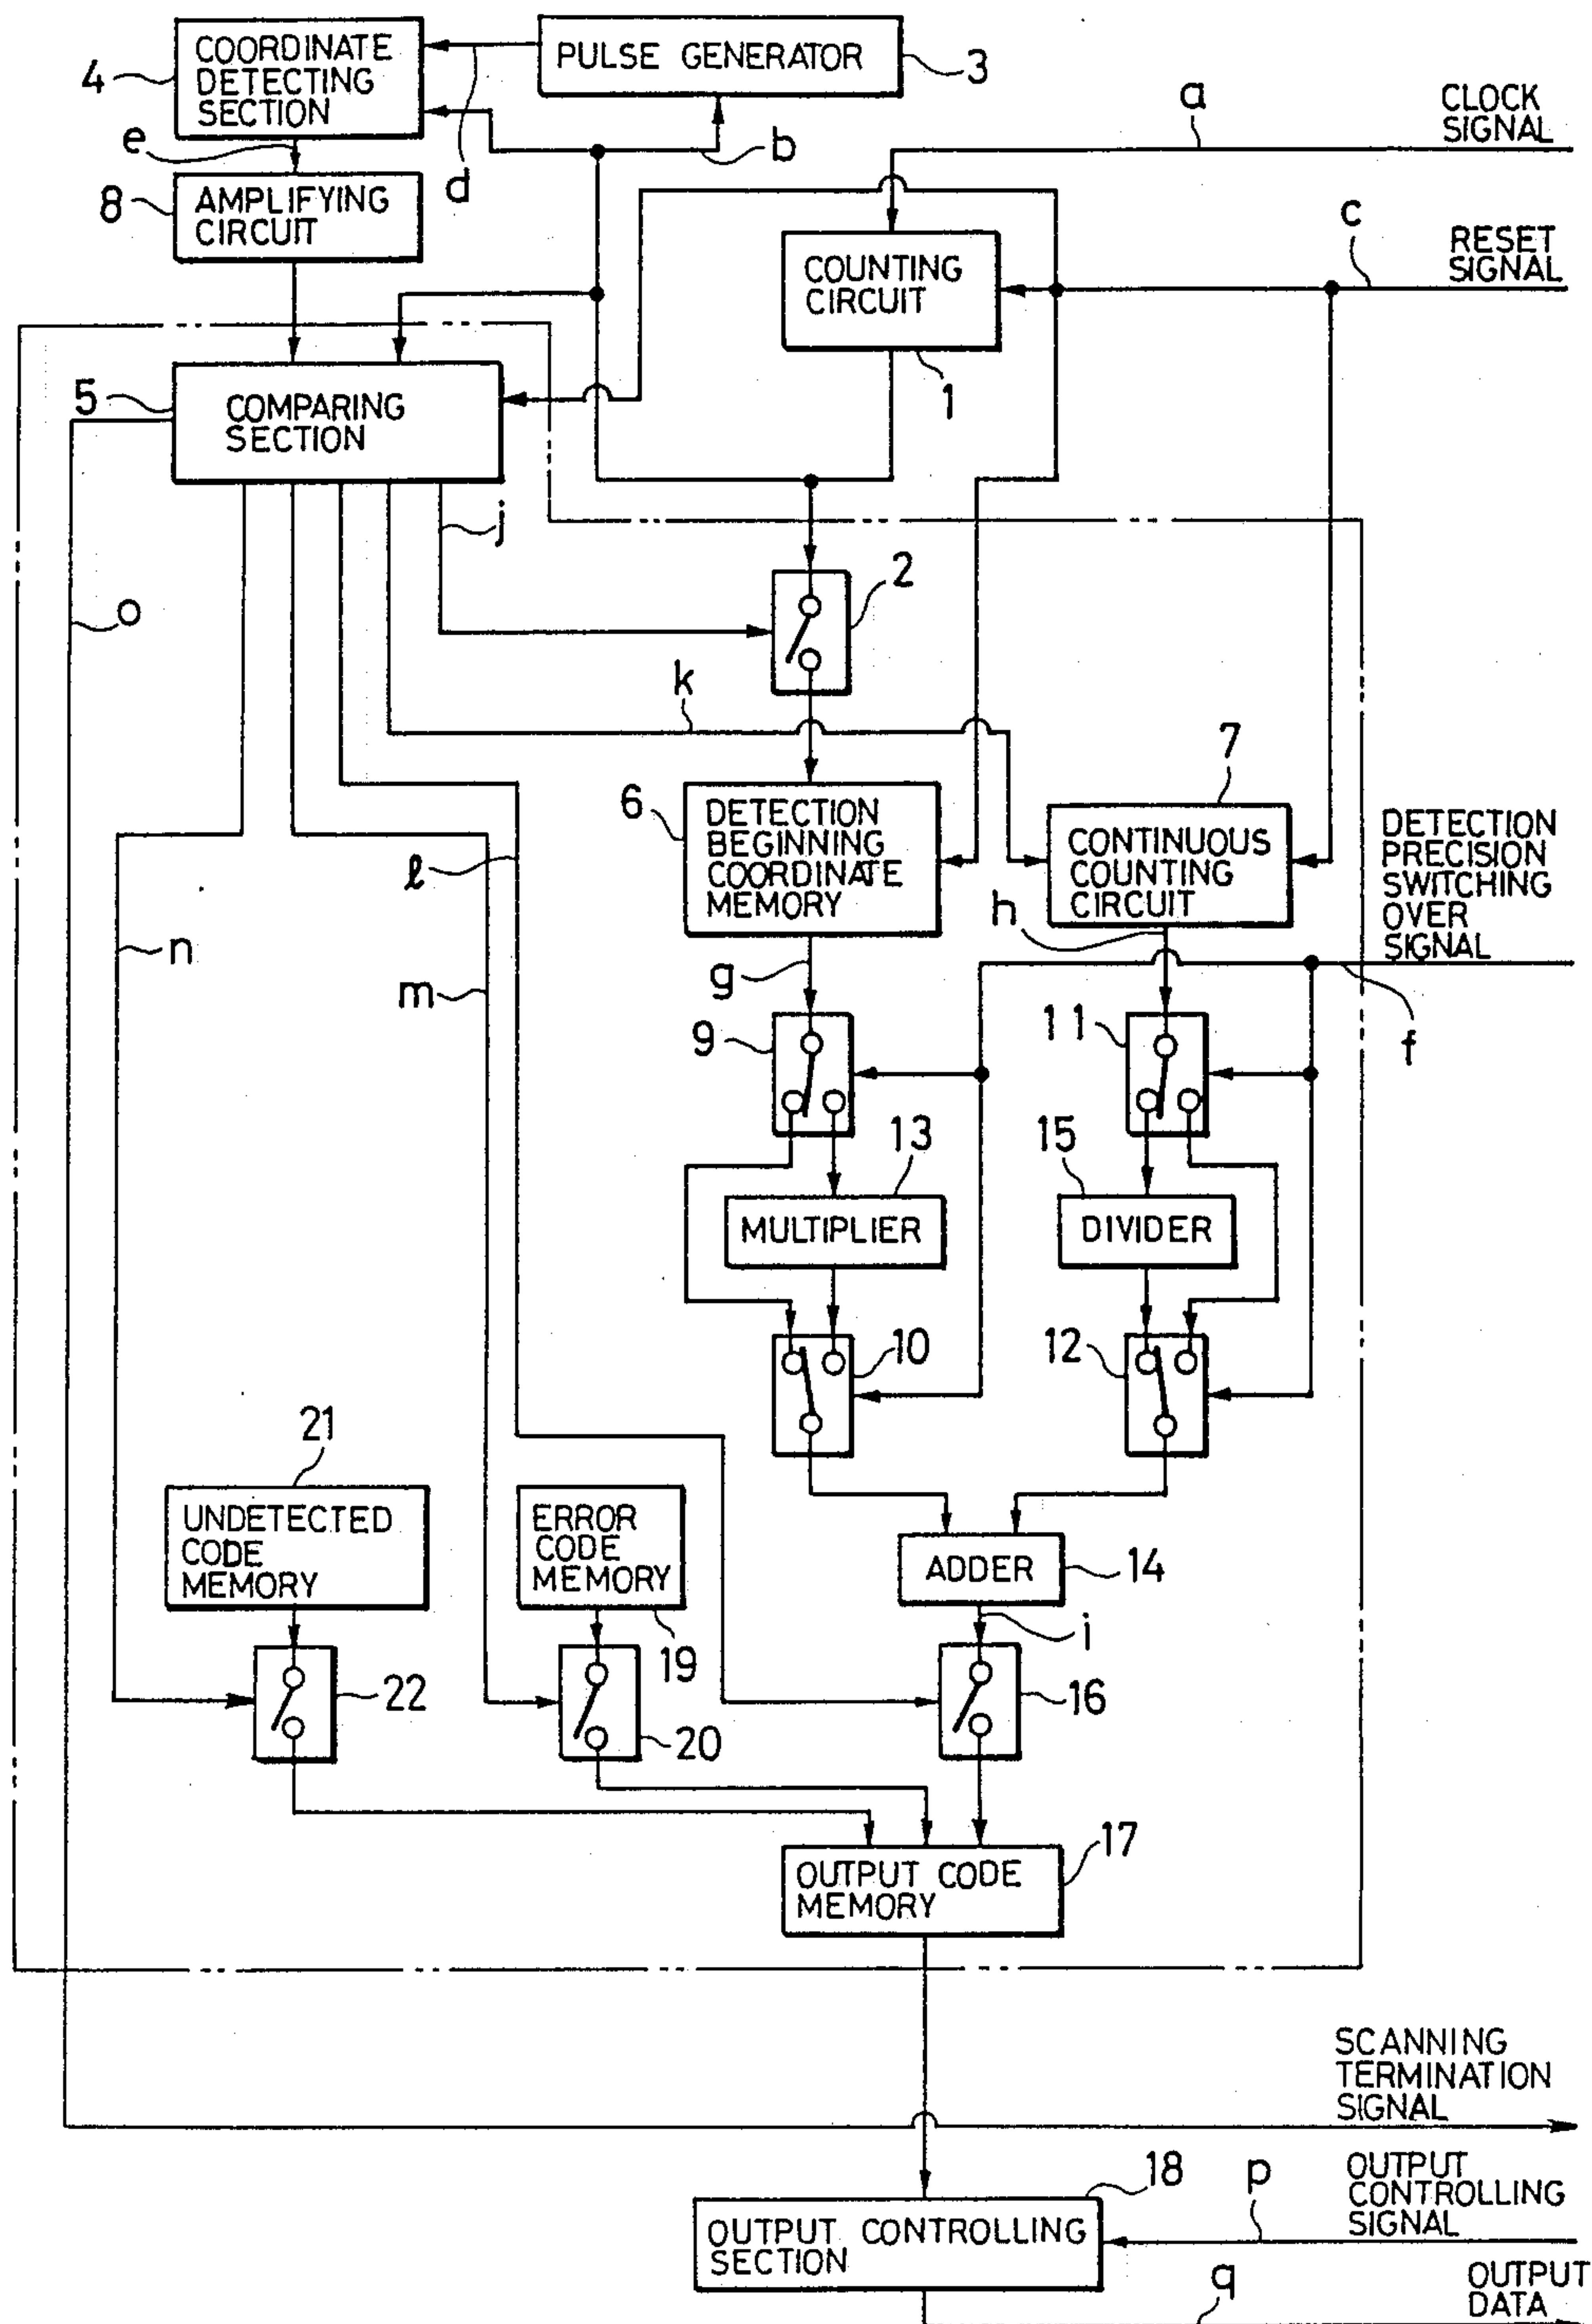 COORDINATE
DETECTING
SECTION
4
PULSE GENERATOR
3
a
CLOCK
SIGNAL
e
d
b
8
AMPLIFYING
CIRCUIT
c
RESET
SIGNAL
COUNTING
CIRCUIT
1
5
COMPARING
SECTION
j
o
2
k
7
6
DETECTION
BEGINNING
COORDINATE
MEMORY
CONTINUOUS
COUNTING
CIRCUIT
DETECTION
PRECISION
SWITCHING
OVER
SIGNAL
l
h
n
m
g
f
9
11
13
15
MULTIPLIER
DIVIDER
10
12
21
UNDETECTED
CODE
MEMORY
ERROR
CODE
MEMORY
ADDER
14
i
19
22
20
16
17
OUTPUT CODE
MEMORY
SCANNING
TERMINATION
SIGNAL
18
p
OUTPUT
CONTROLLING
SIGNAL
OUTPUT CONTROLLING
SECTION
q
OUTPUT
DATA